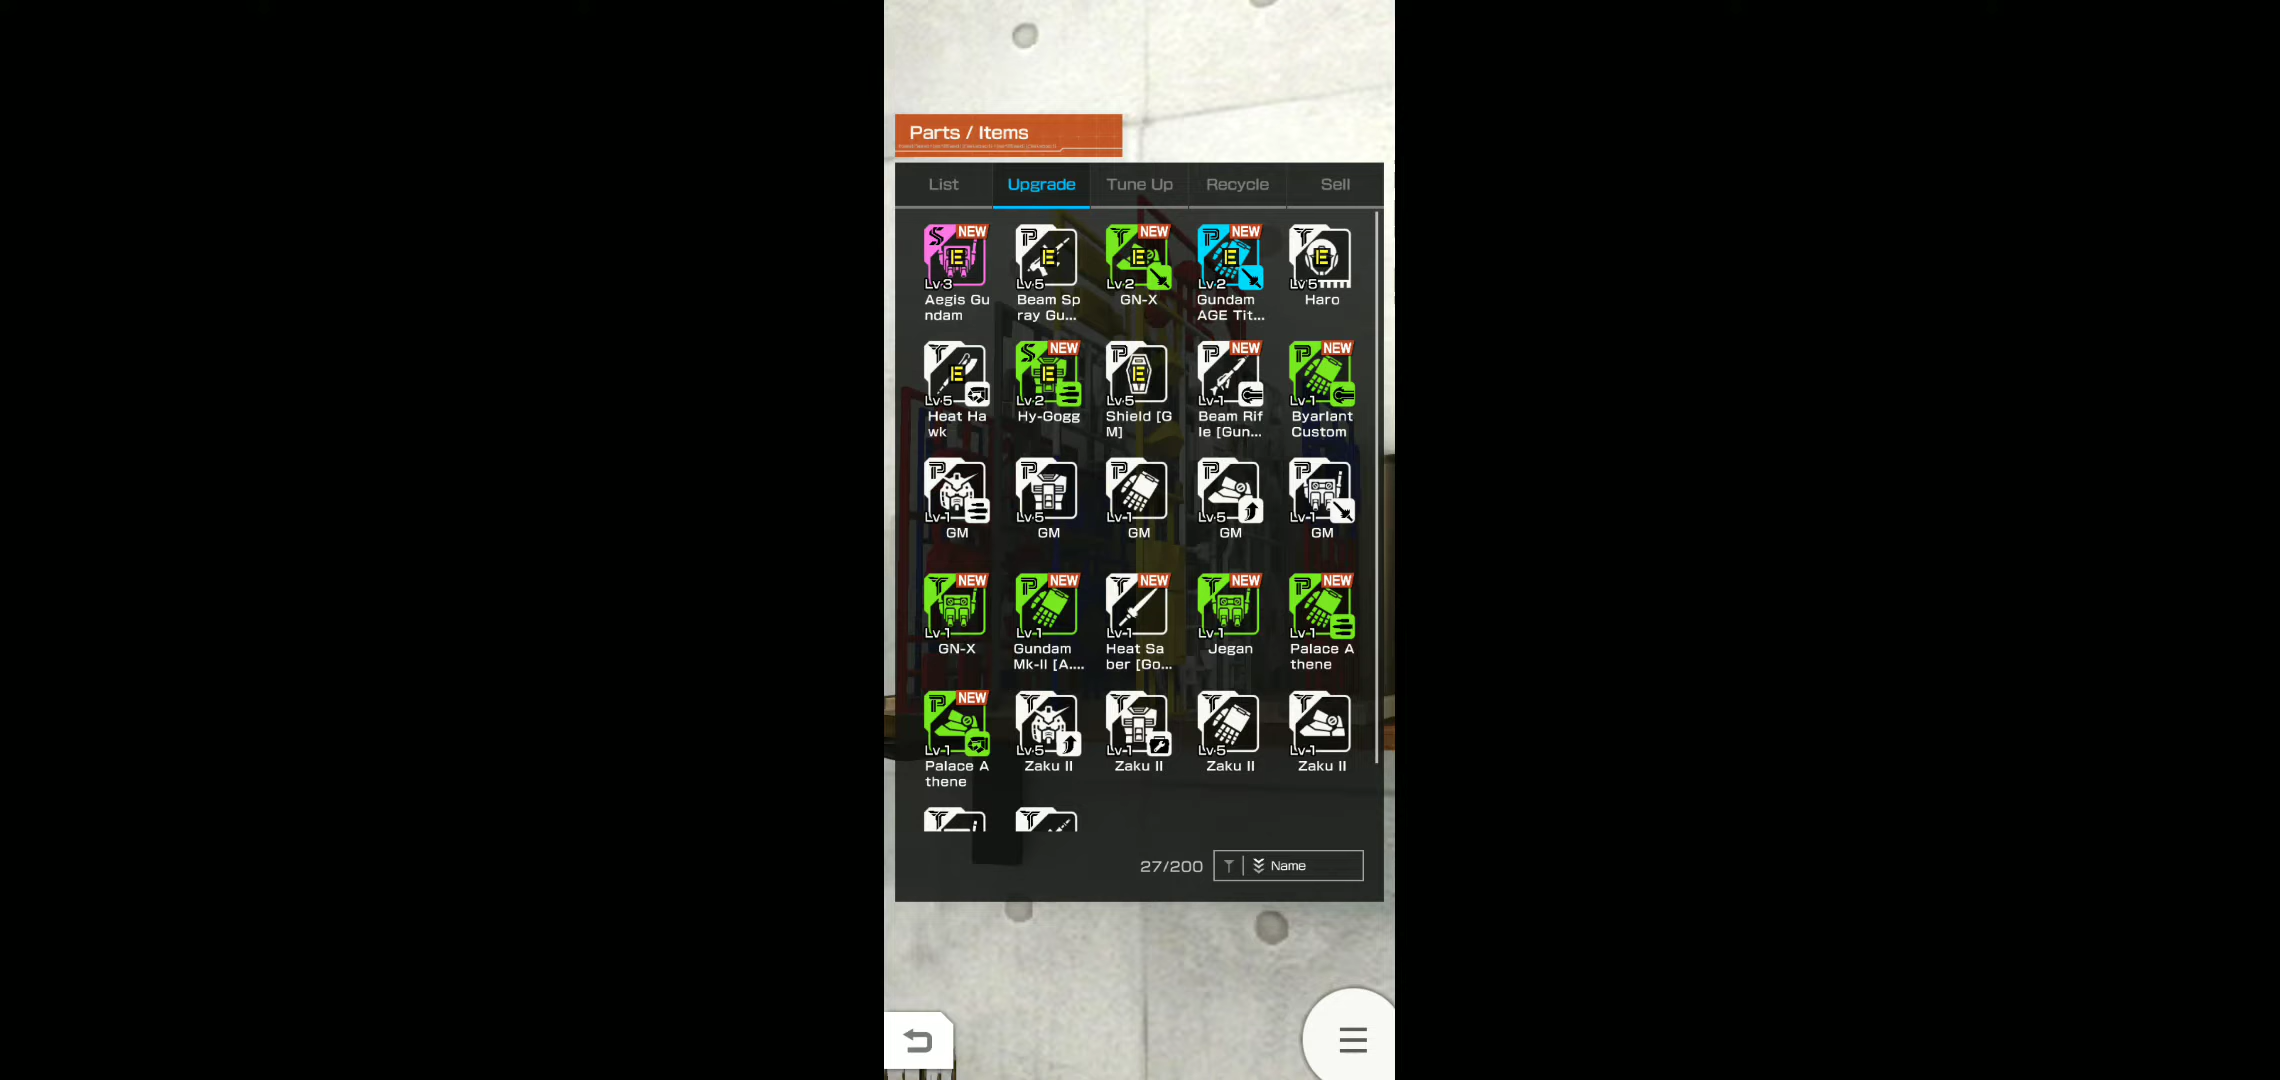 Parts / Items
List Upgrade Tune Up Recycle Sell
S NEW E Lv.3 P E Lv.5 T NEW E Lv.2 P NEW E Lv.2 T E Lv.5
Aegis Gu Beam Sp GN-X Gundam Haro
ndam ray Gu... AGE Tit...
T E Lv.5 S NEW E Lv.2 P E Lv.5 P NEW Lv.1 P NEW Lv.1
Heat Ha Hy-Gogg Shield [G Beam Rif Byarlant
wk M] le [Gun... Custom
P Lv.1 P Lv.5 P Lv.1 P Lv.5 P Lv.1
GM GM GM GM GM
T NEW Lv.1 P NEW Lv.1 T NEW Lv.1 T NEW Lv.1 P NEW Lv.1
GN-X Gundam Heat Sa Jegan Palace A
Mk-II [A.... ber [Go... thene
P NEW Lv.1 T Lv.5 T Lv.1 T Lv.5 T Lv.1
Palace A Zaku II Zaku II Zaku II Zaku II
thene
T T
27/200 Name